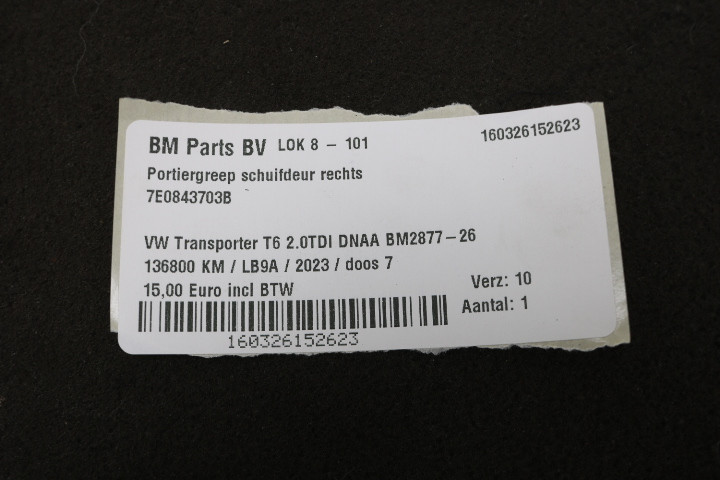 BM Parts BV LOK 8 - 101
160326152623
Portiergreep schuifdeur rechts
7E0843703B
VW Transporter T6 2.0TDI DNAA BM2877-26
136800 KM / LB9A / 2023 / doos 7
15,00 Euro incl BTW
Verz: 10
Aantal: 1
160326152623